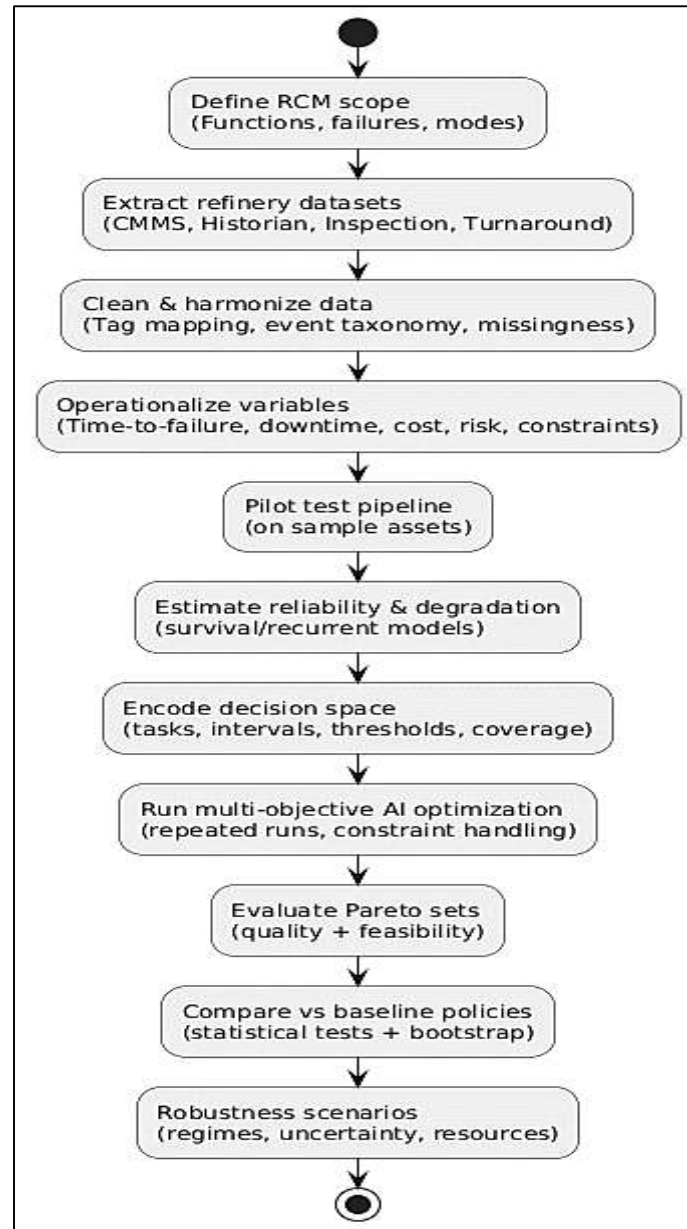 Define RCM scope
(Functions, failures, modes)
Extract refinery datasets
(CMMS, Historian, Inspection, Turnaround)
Clean & harmonize data
(Tag mapping, event taxonomy, missingness)
Operationalize variables
(Time-to-failure, downtime, cost, risk, constraints)
Pilot test pipeline
(on sample assets)
Estimate reliability & degradation
(survival/recurrent models)
Encode decision space
(tasks, intervals, thresholds, coverage)
Run multi-objective AI optimization
(repeated runs, constraint handling)
Evaluate Pareto sets
(quality + feasibility)
Compare vs baseline policies
(statistical tests + bootstrap)
Robustness scenarios
(regimes, uncertainty, resources)